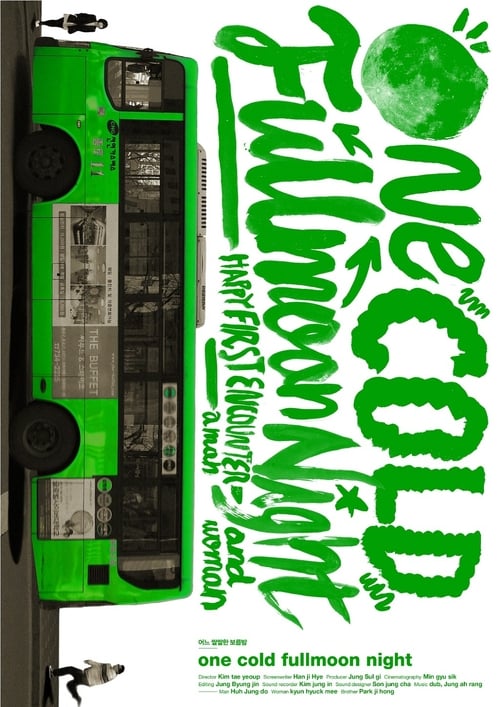 One
COLD
Fullmoon Night
HAPPY FIRST ENCOUNTER
a man and
woman
THE BUFFET
어느 쌀쌀한 보름밤
one cold fullmoon night
Director Kim tae yeoup Screenwriter Han ji Hye Producer Jung Sul gi Cinematography Min gyu sik
Editing Jung Byung jin Sound recorder Kim jung in Sound designer Son jung cha Music dub, Jung ah rang
Man Huh Jung do Woman kyun hyuck mee Brother Park ji hong